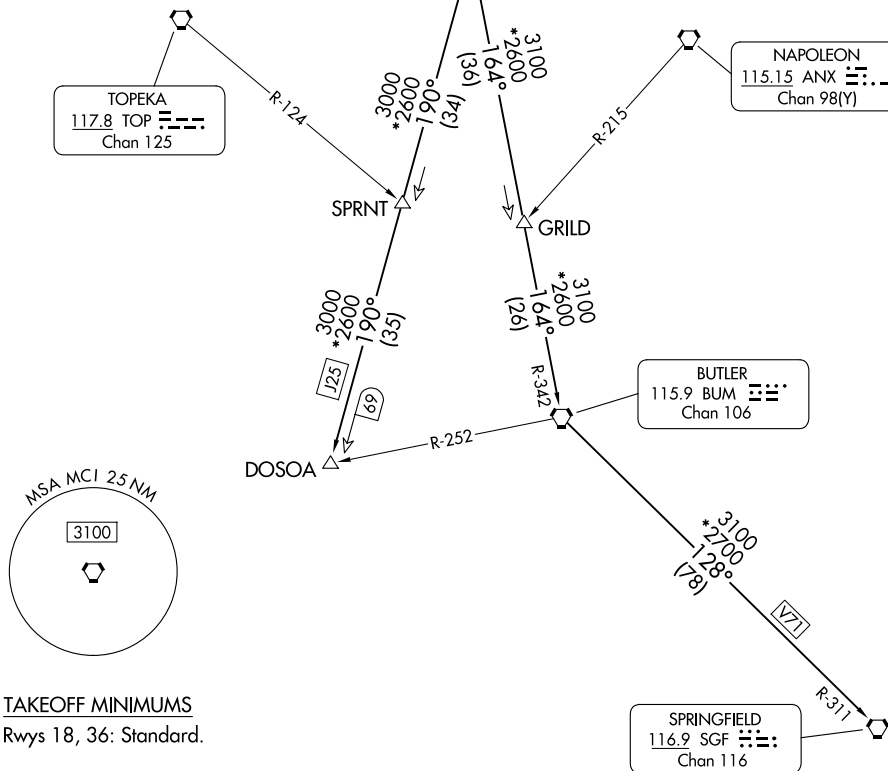 TOPEKA
117.8 TOP
Chan 125
R-124
3000
*2600
190°
(34)
3100
*2600
164°
(36)
NAPOLEON
115.15 ANX
Chan 98(Y)
R-215
SPRNT
GRILD
3000
*2600
190°
(35)
J25
69
3100
*2600
164°
(26)
R-342
BUTLER
115.9 BUM
Chan 106
R-252
DOSOA
MSA MCI 25 NM
3100
3100
*2700
128°
(78)
V71
R-311
TAKEOFF MINIMUMS
Rwys 18, 36: Standard.
SPRINGFIELD
116.9 SGF
Chan 116